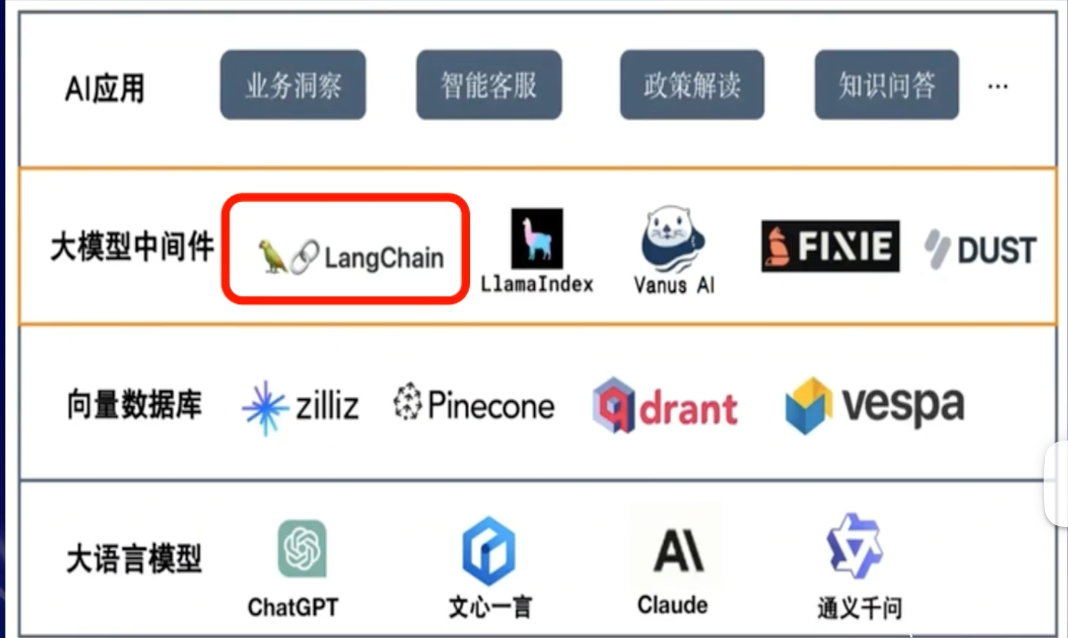 AI应用
业务洞察
智能客服
政策解读
知识问答
...
大模型中间件
LangChain
LlamaIndex
Vanus AI
FIXIE
DUST
向量数据库
zilliz
Pinecone
qdrant
vespa
大语言模型
ChatGPT
文心一言
AI
Claude
通义千问